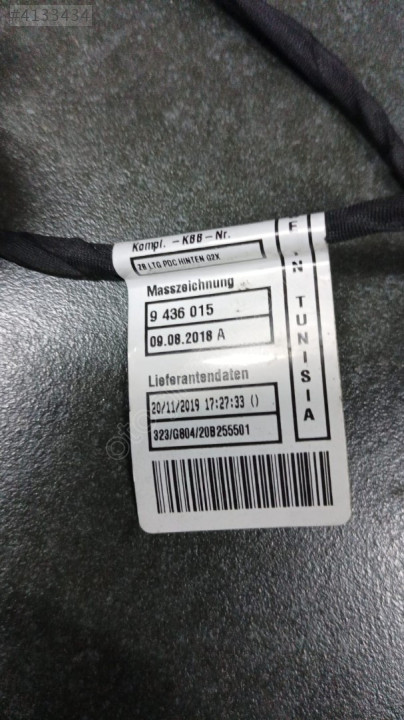 #4133434
Kompl. -KBB-Nr.
ZB LTG PDC HINTEN G2X
Masszeichnung
9 436 015
09.08.2018 A
Lieferantendaten
20/11/2019 17:27:33 ()
323/G804/20B255501
TUNISIA